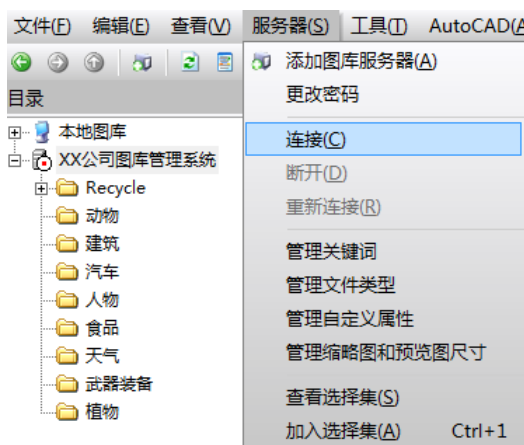 文件(F) 编辑(E) 查看(V) 服务器(S) 工具(T) AutoCAD(A
目录
本地图库
XX公司图库管理系统
Recycle
动物
建筑
汽车
人物
食品
天气
武器装备
植物
添加图库服务器(A)
更改密码
连接(C)
断开(D)
重新连接(R)
管理关键词
管理文件类型
管理自定义属性
管理缩略图和预览图尺寸
查看选择集(S)
加入选择集(A) Ctrl+1